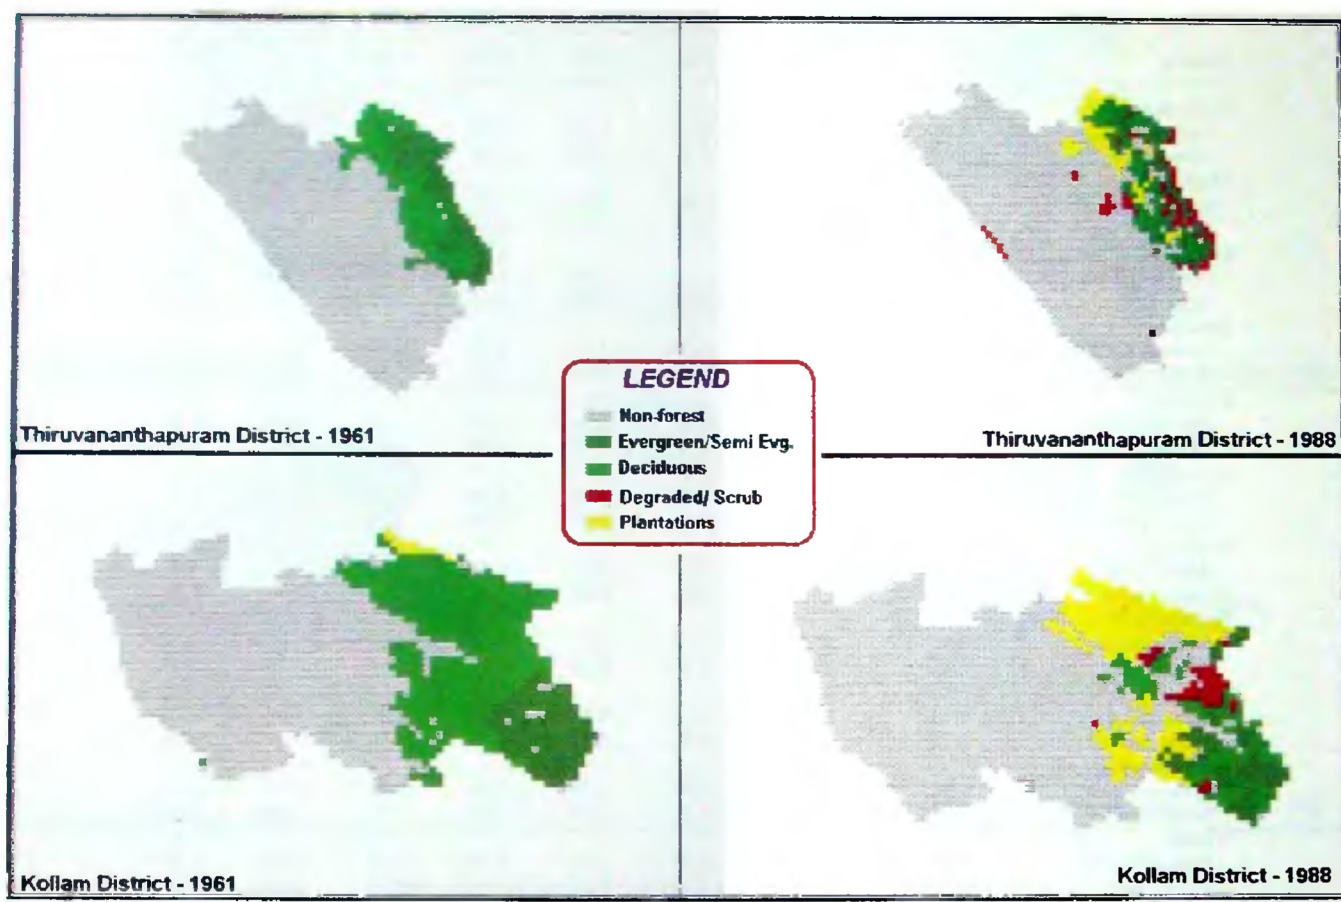 Thiruvananthapuram District - 1961
Thiruvananthapuram District - 1988
LEGEND
Non-forest
Evergreen/Semi Evg.
Deciduous
Degraded/ Scrub
Plantations
Kollam District - 1961
Kollam District - 1988